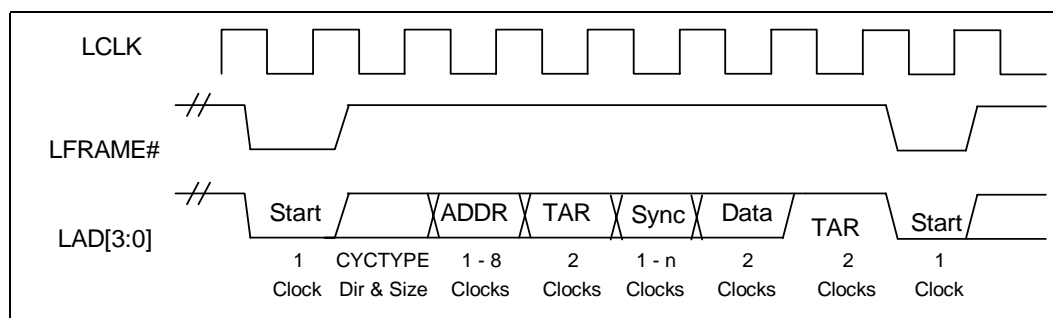 LCLK
LFRAME#
LAD[3:0]
Start ADDR TAR Sync Data TAR Start
1 CYCTYPE 1 - 8 2 1 - n 2 2 1
Clock Dir & Size Clocks Clocks Clocks Clocks Clocks Clock